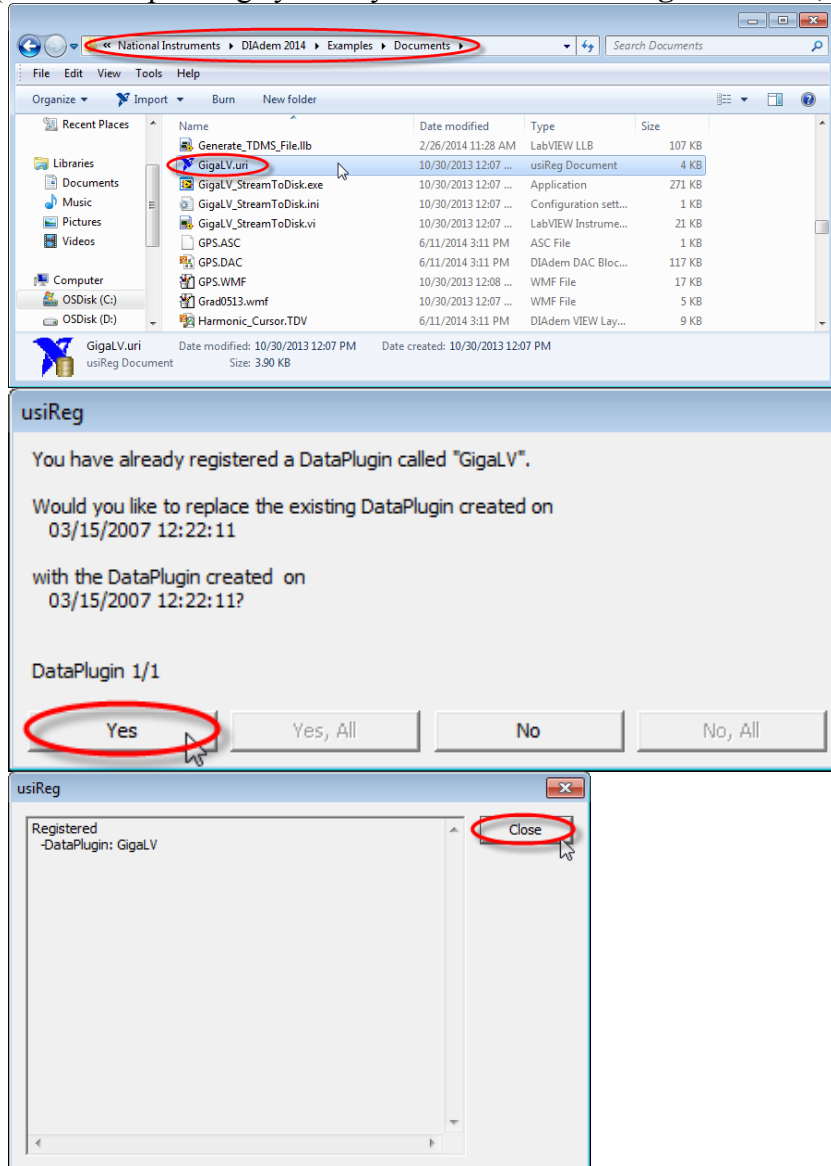 « National Instruments ▸ DIAdem 2014 ▸ Examples ▸ Documents ▸ Search Documents
File Edit View Tools Help
Organize ▾ Import ▾ Burn New folder
Recent Places
Libraries
Documents
Music
Pictures
Videos
Computer
OSDisk (C:)
OSDisk (D:)
Name Date modified Type Size
Generate_TDMS_File.llb 2/26/2014 11:28 AM LabVIEW LLB 107 KB
GigaLV.uri 10/30/2013 12:07 ... usiReg Document 4 KB
GigaLV_StreamToDisk.exe 10/30/2013 12:07 ... Application 271 KB
GigaLV_StreamToDisk.ini 10/30/2013 12:07 ... Configuration sett... 1 KB
GigaLV_StreamToDisk.vi 10/30/2013 12:07 ... LabVIEW Instrume... 21 KB
GPS.ASC 6/11/2014 3:11 PM ASC File 1 KB
GPS.DAC 6/11/2014 3:11 PM DIAdem DAC Bloc... 117 KB
GPS.WMF 10/30/2013 12:08 ... WMF File 17 KB
Grad0513.wmf 10/30/2013 12:07 ... WMF File 5 KB
Harmonic_Cursor.TDV 6/11/2014 3:11 PM DIAdem VIEW Lay... 9 KB
GigaLV.uri Date modified: 10/30/2013 12:07 PM Date created: 10/30/2013 12:07 PM
usiReg Document Size: 3.90 KB
usiReg
You have already registered a DataPlugin called "GigaLV".
Would you like to replace the existing DataPlugin created on
03/15/2007 12:22:11
with the DataPlugin created on
03/15/2007 12:22:11?
DataPlugin 1/1
Yes Yes, All No No, All
usiReg
Registered
-DataPlugin: GigaLV
Close